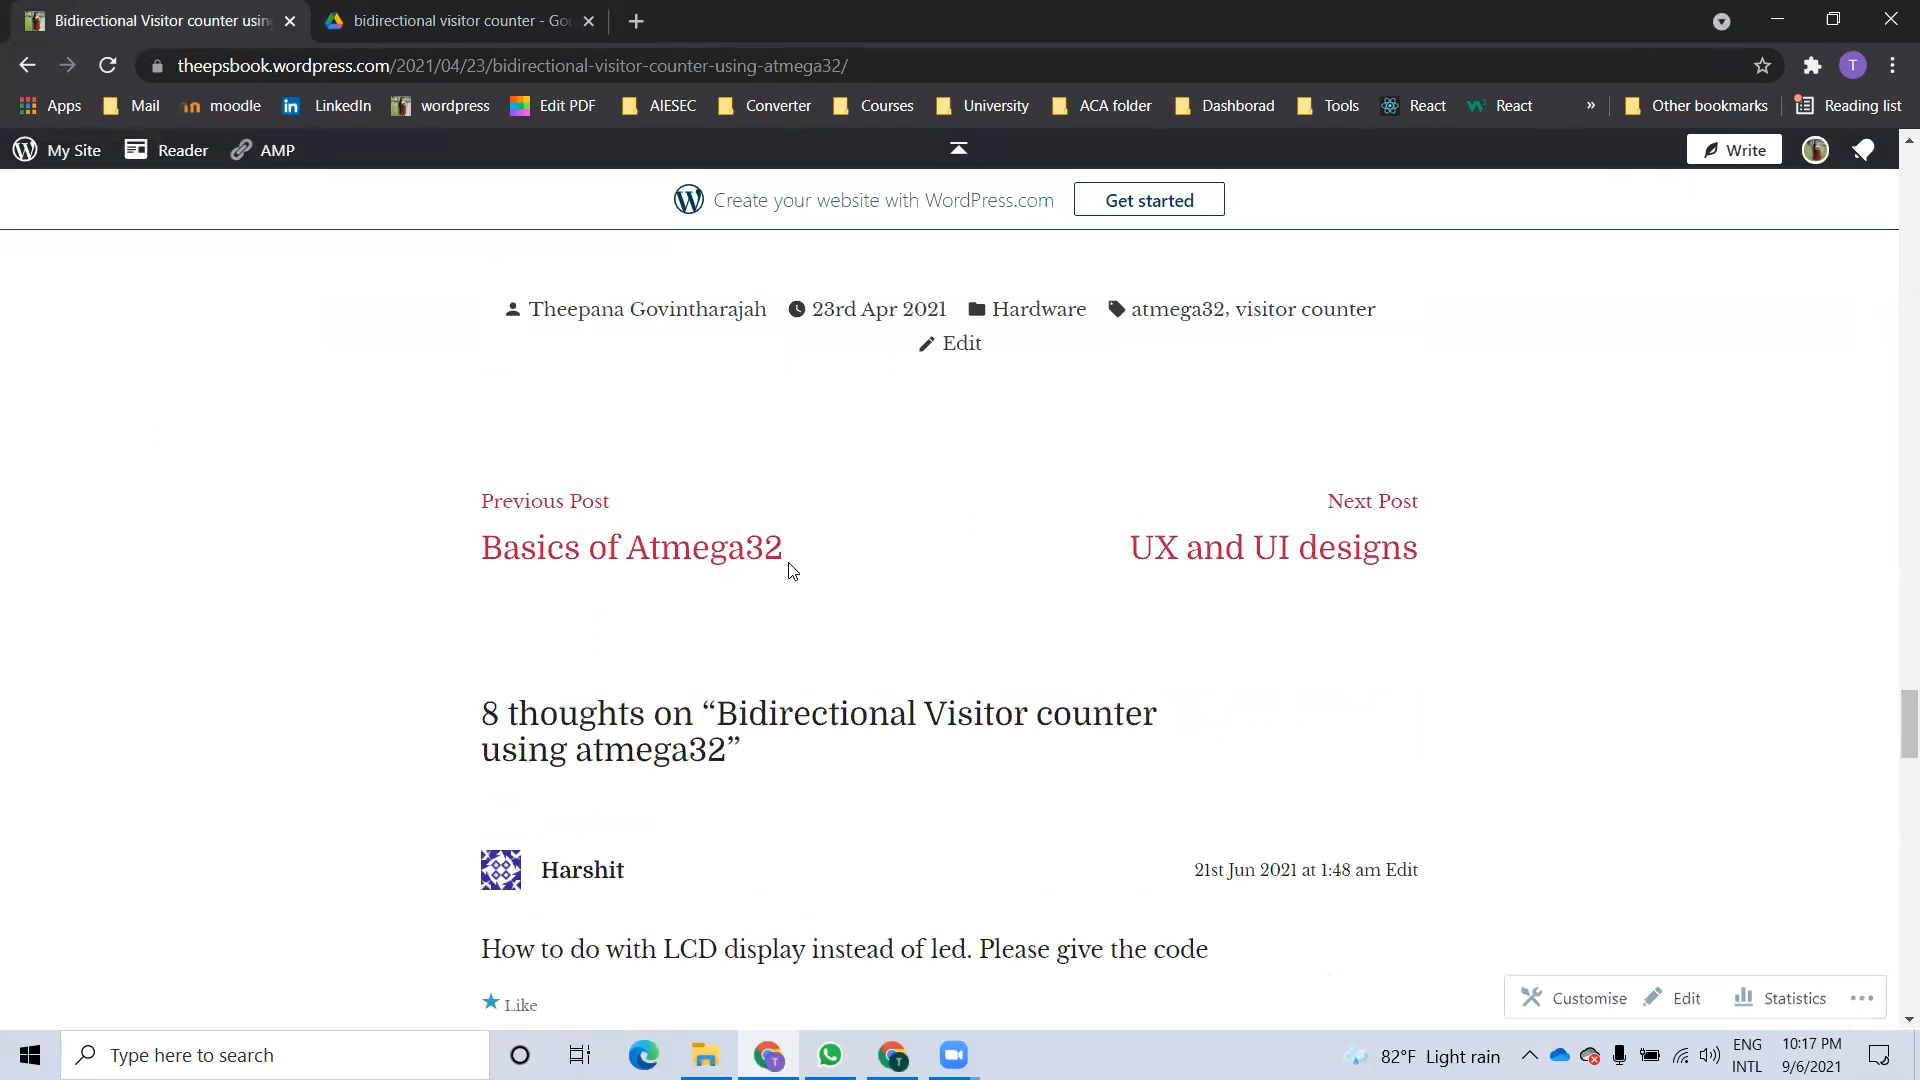 Bidirectional Visitor counter usin
bidirectional visitor counter - Go
theepsbook.wordpress.com/2021/04/23/bidirectional-visitor-counter-using-atmega32/
T
Apps Mail moodle LinkedIn wordpress Edit PDF AIESEC Converter Courses University ACA folder Dashborad Tools React React » Other bookmarks Reading list
My Site Reader AMP Write
Create your website with WordPress.com Get started
Theepana Govintharajah 23rd Apr 2021 Hardware atmega32, visitor counter
Edit
Previous Post Next Post
Basics of Atmega32 UX and UI designs
8 thoughts on “Bidirectional Visitor counter
using atmega32”
Harshit 21st Jun 2021 at 1:48 am Edit
How to do with LCD display instead of led. Please give the code
Like
Customise Edit Statistics
Type here to search
82°F Light rain
ENG
INTL
10:17 PM
9/6/2021